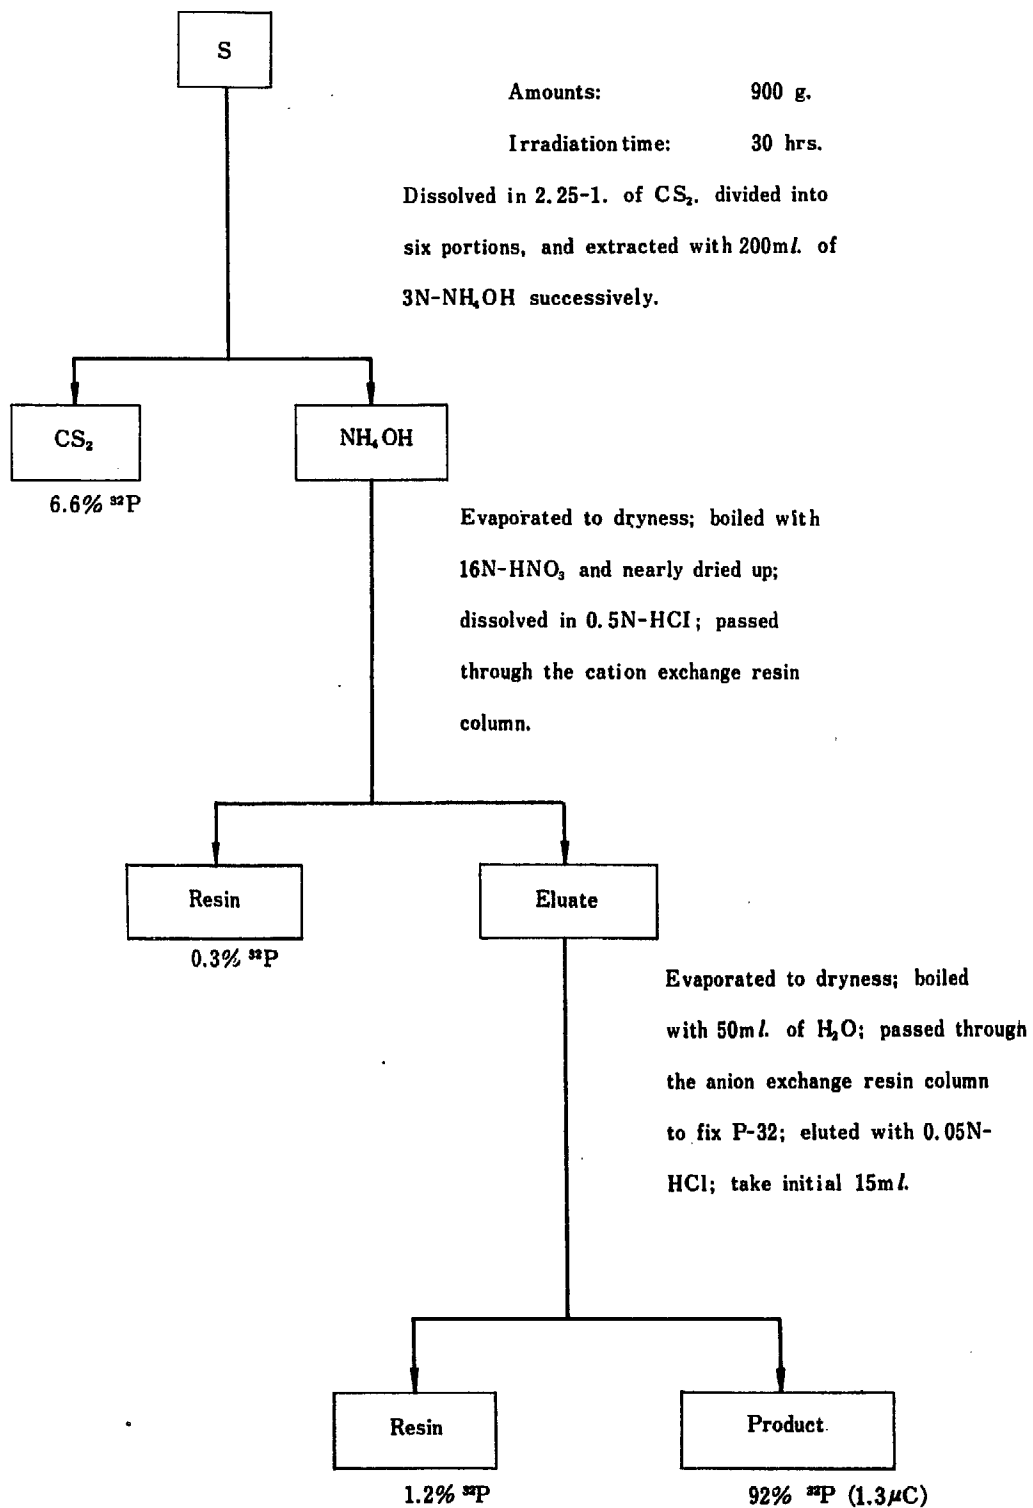 S
Amounts: 900 g.
Irradiation time: 30 hrs.
Dissolved in 2.25-l. of CS₂. divided into
six portions, and extracted with 200ml. of
3N-NH₄OH successively.
CS₂
NH₄OH
6.6% ³²P
Evaporated to dryness; boiled with
16N-HNO₃ and nearly dried up;
dissolved in 0.5N-HCl; passed
through the cation exchange resin
column.
Resin
Eluate
0.3% ³²P
Evaporated to dryness; boiled
with 50ml. of H₂O; passed through
the anion exchange resin column
to fix P-32; eluted with 0.05N-
HCl; take initial 15ml.
Resin
Product
1.2% ³²P
92% ³²P (1.3μC)